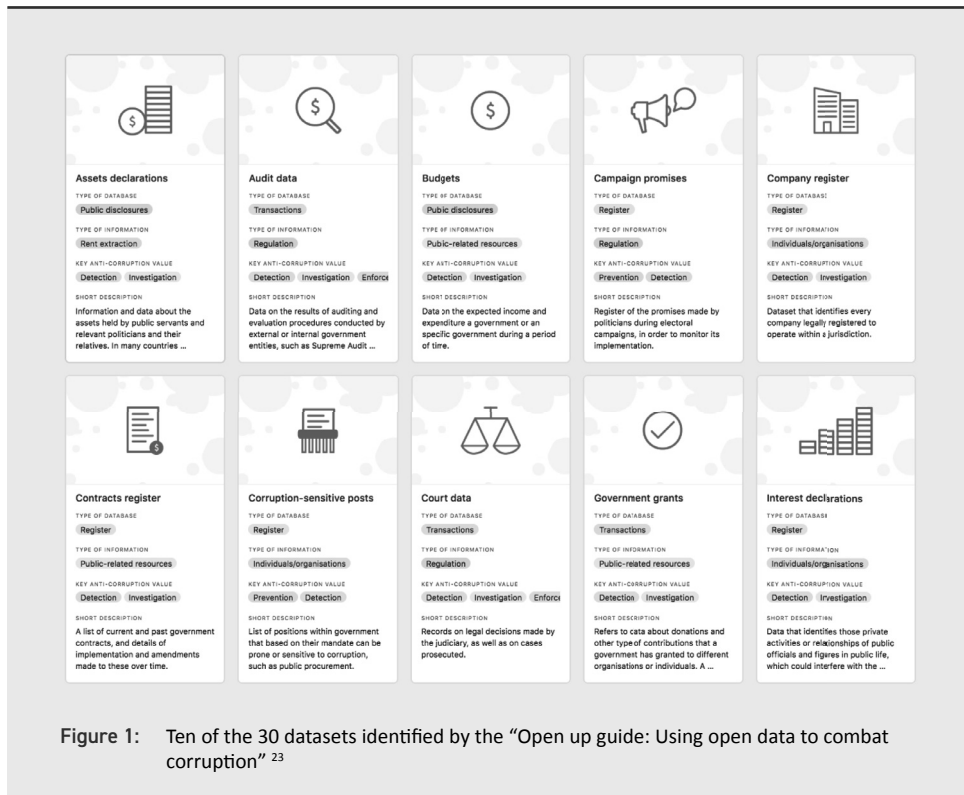 Assets declarations
TYPE OF DATABASE
Public disclosures
TYPE OF INFORMATION
Rent extraction
KEY ANTI-CORRUPTION VALUE
Detection Investigation
SHORT DESCRIPTION
Information and data about the
assets held by public servants and
relevant politicians and their
relatives. In many countries ...
Audit data
TYPE OF DATABASE
Transactions
TYPE OF INFORMATION
Regulation
KEY ANTI-CORRUPTION VALUE
Detection Investigation Enforce
SHORT DESCRIPTION
Data on the results of auditing and
evaluation procedures conducted by
external or internal government
entities, such as Supreme Audit ...
Budgets
TYPE OF DATABASE
Pubic disclosures
TYPE OF INFORMATION
Pubic-related resources
KEY ANTI-CORRUPTION VALUE
Detection Investigation
SHORT DESCRIPTION
Data on the expected income and
expenditure a government or an
specific government during a period
of time.
Campaign promises
TYPE OF DATABASE
Register
TYPE OF INFORMATION
Regulation
KEY ANTI-CORRUPTION VALUE
Prevention Detection
SHORT DESCRIPTION
Register of the promises made by
politicians during electoral
campaigns, in order to monitor its
implementation.
Company register
TYPE OF DATABASE
Register
TYPE OF INFORMATION
Individuals/organisations
KEY ANTI-CORRUPTION VALUE
Detection Investigation
SHORT DESCRIPTION
Dataset that identifies every
company legally registered to
operate within a jurisdiction.
Contracts register
TYPE OF DATABASE
Register
TYPE OF INFORMATION
Public-related resources
KEY ANTI-CORRUPTION VALUE
Detection Investigation
SHORT DESCRIPTION
A list of current and past government
contracts, and details of
implementation and amendments
made to these over time.
Corruption-sensitive posts
TYPE OF DATABASE
Register
TYPE OF INFORMATION
Individuals/organisations
KEY ANTI-CORRUPTION VALUE
Prevention Detection
SHORT DESCRIPTION
List of positions within government
that based on their mandate can be
prone or sensitive to corruption,
such as public procurement.
Court data
TYPE OF DATABASE
Transactions
TYPE OF INFORMATION
Regulation
KEY ANTI-CORRUPTION VALUE
Detection Investigation Enforce
SHORT DESCRIPTION
Records on legal decisions made by
the judiciary, as well as on cases
prosecuted.
Government grants
TYPE OF DATABASE
Transactions
TYPE OF INFORMATION
Public-related resources
KEY ANTI-CORRUPTION VALUE
Detection Investigation
SHORT DESCRIPTION
Refers to cata about donations and
other type of contributions that a
government has granted to different
organisations or individuals. A ...
Interest declarations
TYPE OF DATABASE
Register
TYPE OF INFORMATION
Individuals/organisations
KEY ANTI-CORRUPTION VALUE
Detection Investigation
SHORT DESCRIPTION
Data that identifies those private
activities or relationships of public
officials and figures in public life,
which could interfere with the ...
Figure 1: Ten of the 30 datasets identified by the “Open up guide: Using open data to combat
corruption” 23